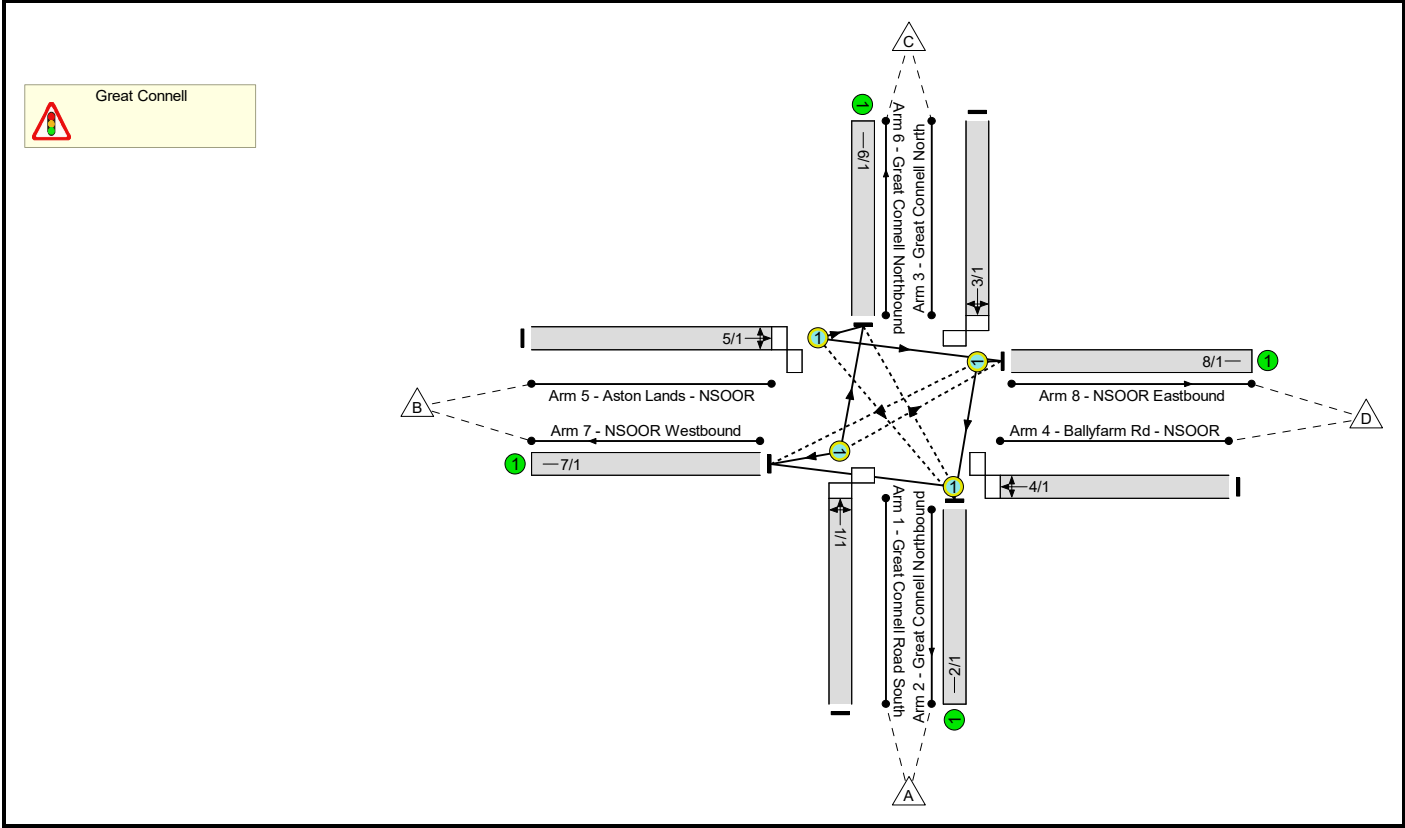 C
Great Connell
1
Arm 6 - Great Connell Northbound
Arm 3 - Great Connell North
6/1
3/1
5/1
1
1
8/1
1
Arm 5 - Aston Lands - NSOOR
Arm 8 - NSOOR Eastbound
B
D
Arm 7 - NSOOR Westbound
Arm 4 - Ballyfarm Rd - NSOOR
1
1
7/1
1
4/1
Arm 1 - Great Connell Road South
Arm 2 - Great Connell Northbound
1/1
2/1
1
A